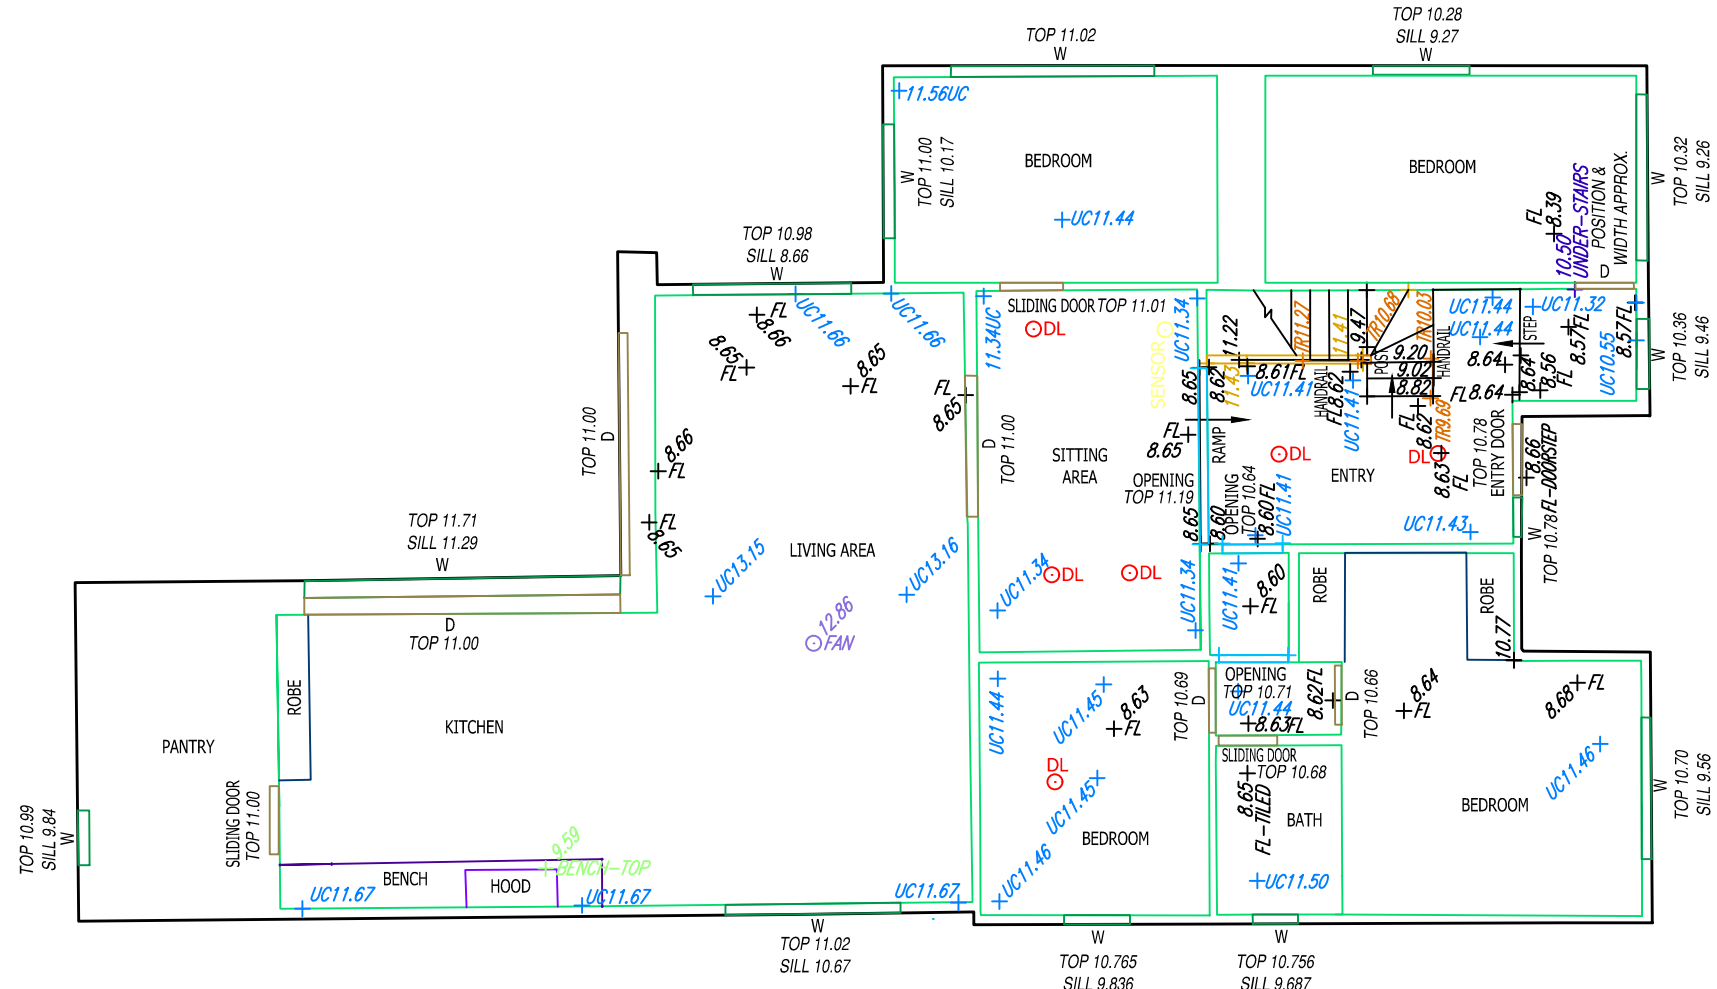 TOP 10.28
SILL 9.27
W
TOP 11.02
W
11.56UC
W
TOP 11.00
SILL 10.17
BEDROOM
UC11.44
BEDROOM
FL
8.39
10.50
UNDER-STAIRS
POSITION &
WIDTH APPROX.
D
W
TOP 10.32
SILL 9.26
TOP 10.98
SILL 8.66
W
FL
8.66
UC11.66
UC11.66
8.65
FL
8.65
FL
FL
8.65
SLIDING DOOR TOP 11.01
DL
11.34UC
SENSOR
UC11.34
11.22
TR11.27
11.41
9.47
TR10.68
TR10.03
POST
HANDRAIL
9.20
9.02
8.82
UC11.44
UC11.44
STEP
UC11.32
8.57FL
8.57FL
UC10.55
W
TOP 10.36
SILL 9.46
8.65
8.62
11.43
8.61FL
UC11.41
HANDRAIL
FL8.62
UC11.41
FL
8.62
TR9.69
8.64
FL 8.64
8.64
8.56
FL
TOP 11.00
D
8.66
FL
FL
8.65
D
TOP 11.00
SITTING
AREA
FL
8.65
RAMP
OPENING
TOP 11.19
8.65
8.60
OPENING
TOP 10.64
8.60FL
UC11.41
DL
ENTRY
DL
8.63
FL
TOP 10.78
ENTRY DOOR
8.66
FL-DOORSTEP
W
TOP 10.78
UC11.43
TOP 11.71
SILL 11.29
W
LIVING AREA
UC13.15
UC13.16
12.86
FAN
UC11.34
DL
DL
UC11.34
UC11.41
8.60
FL
ROBE
ROBE
10.77
D
TOP 11.00
ROBE
KITCHEN
PANTRY
UC11.44
UC11.45
8.63
FL
TOP 10.69
D
OPENING
TOP 10.71
UC11.44
8.63FL
8.62FL
D
TOP 10.66
8.64
FL
8.68
FL
UC11.46
DL
UC11.45
BEDROOM
UC11.46
SLIDING DOOR
TOP 10.68
8.65
FL-TILED
BATH
UC11.50
BEDROOM
W
TOP 10.70
SILL 9.56
TOP 10.99
SILL 9.84
W
SLIDING DOOR
TOP 11.00
BENCH
HOOD
9.59
BENCH-TOP
UC11.67
UC11.67
UC11.67
W
TOP 11.02
SILL 10.67
W
TOP 10.765
SILL 9.836
W
TOP 10.756
SILL 9.687